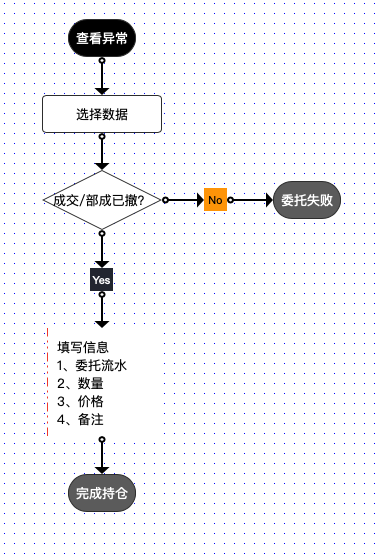 查看异常
选择数据
成交/部成已撤?
No
委托失败
Yes
填写信息
1、委托流水
2、数量
3、价格
4、备注
完成持仓